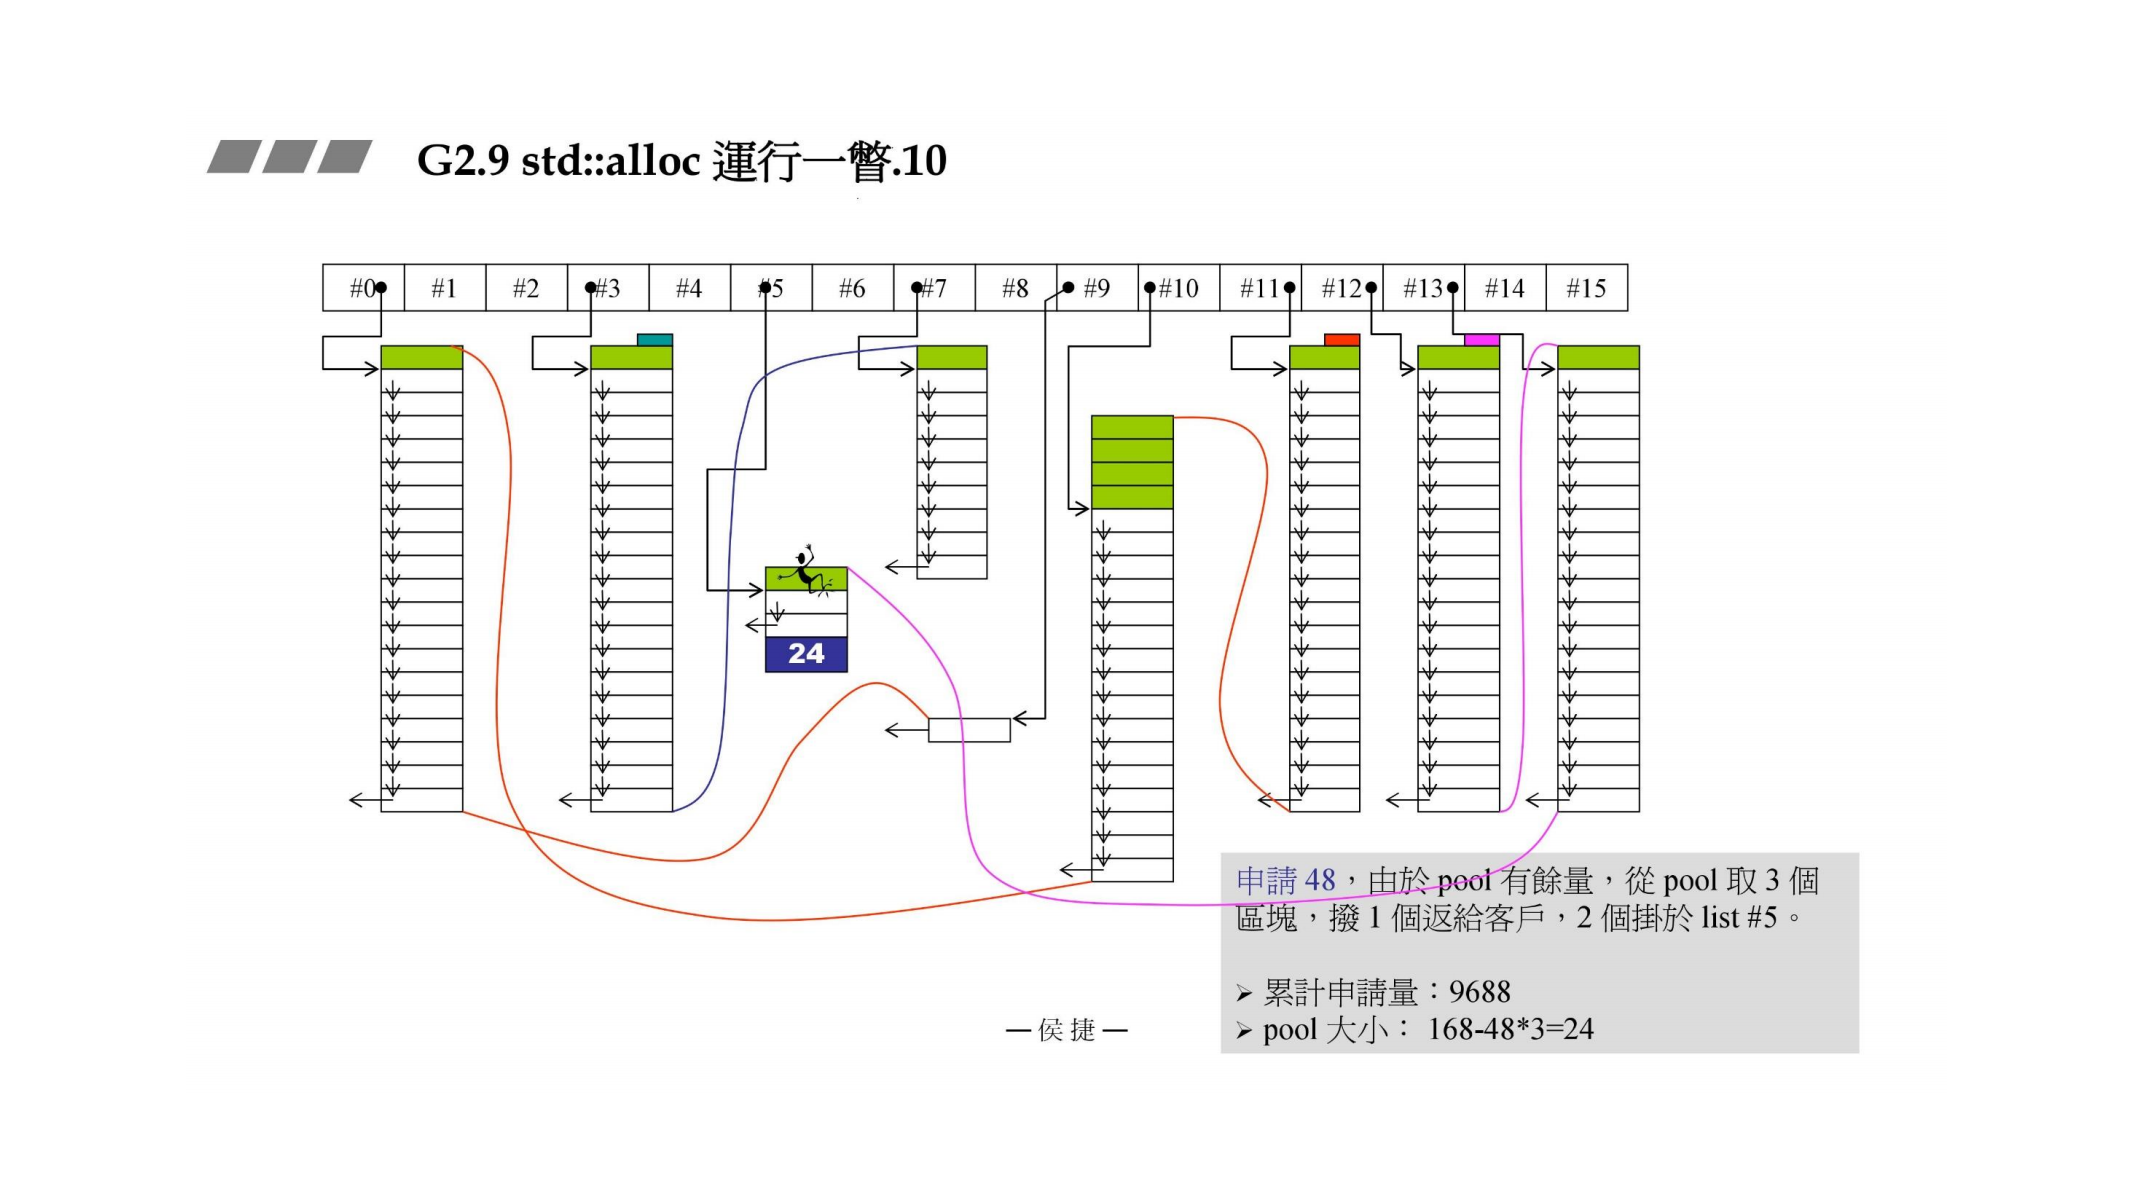 G2.9 std::alloc 運行一瞥.10
#0 #1 #2 #3 #4 #5 #6 #7 #8 #9 #10 #11 #12 #13 #14 #15
24
申請 48，由於 pool 有餘量，從 pool 取 3 個
區塊，撥 1 個返給客戶，2 個掛於 list #5。
➢ 累計申請量：9688
➢ pool 大小： 168-48*3=24
— 侯 捷 —